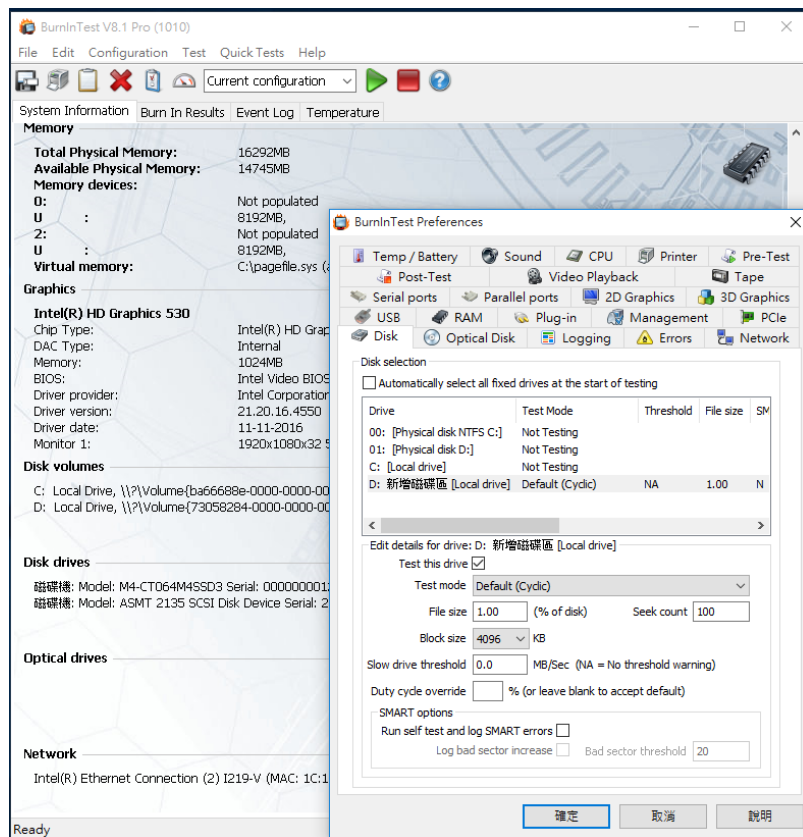 BurnInTest V8.1 Pro (1010)
File Edit Configuration Test Quick Tests Help
Current configuration
System Information Burn In Results Event Log Temperature
Memory
Total Physical Memory: 16292MB
Available Physical Memory: 14745MB
Memory devices:
0: Not populated
U : 8192MB,
2: Not populated
U : 8192MB,
Virtual memory: C:\pagefile.sys (a
Graphics
Intel(R) HD Graphics 530
Chip Type: Intel(R) HD Grap
DAC Type: Internal
Memory: 1024MB
BIOS: Intel Video BIOS
Driver provider: Intel Corporation
Driver version: 21.20.16.4550
Driver date: 11-11-2016
Monitor 1: 1920x1080x32 5
Disk volumes
C: Local Drive, \\?\Volume{ba66688e-0000-0000-00
D: Local Drive, \\?\Volume{73058284-0000-0000-00
Disk drives
磁碟機: Model: M4-CT064M4SSD3 Serial: 000000001
磁碟機: Model: ASMT 2135 SCSI Disk Device Serial: 2
Optical drives
Network
Intel(R) Ethernet Connection (2) I219-V (MAC: 1C:1
Ready
BurnInTest Preferences
Temp / Battery Sound CPU Printer Pre-Test
Post-Test Video Playback Tape
Serial ports Parallel ports 2D Graphics 3D Graphics
USB RAM Plug-in Management PCIe
Disk Optical Disk Logging Errors Network
Disk selection
Automatically select all fixed drives at the start of testing
Drive Test Mode Threshold File size SM
00: [Physical disk NTFS C:] Not Testing
01: [Physical disk D:] Not Testing
C: [Local drive] Not Testing
D: 新增磁碟區 [Local drive] Default (Cyclic) NA 1.00 N
Edit details for drive: D: 新增磁碟區 [Local drive]
Test this drive
Test mode Default (Cyclic)
File size 1.00 (% of disk) Seek count 100
Block size 4096 KB
Slow drive threshold 0.0 MB/Sec (NA = No threshold warning)
Duty cycle override % (or leave blank to accept default)
SMART options
Run self test and log SMART errors
Log bad sector increase Bad sector threshold 20
確定 取消 說明